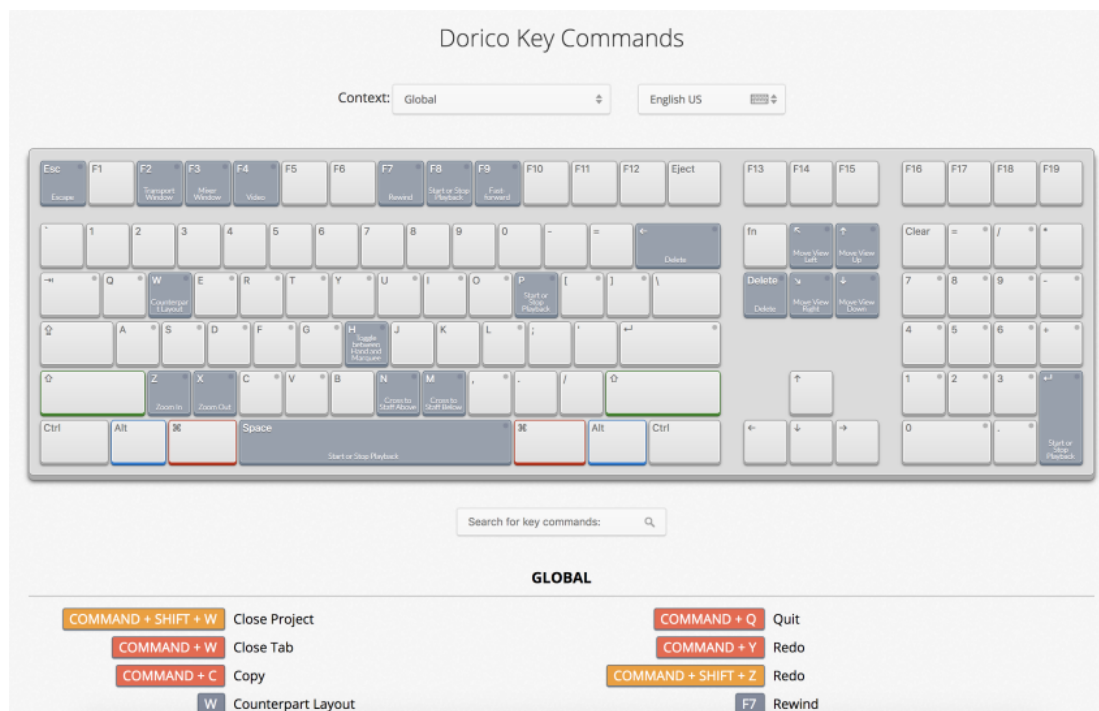 Dorico Key Commands
Context: Global English US
Esc F1 F2 F3 F4 F5 F6 F7 F8 F9 F10 F11 F12 Eject F13 F14 F15 F16 F17 F18 F19
Escape Transport Window Mixer Window Video Rewind Start or Stop Playback Fast-forward
` 1 2 3 4 5 6 7 8 9 0 - = ← fn ↖ ↑ Clear = / *
Delete Move View Left Move View Up
⇥ Q W E R T Y U I O P [ ] \ Delete ↘ ↓ 7 8 9 -
Counterpar
t Layout Start or Stop Playback Delete Move View Right Move View Down
⇪ A S D F G H J K L ; ' ↵ 4 5 6 +
Toggle between Hand and Marquee
⇧ Z X C V B N M , . / ⇧ ↑ 1 2 3 ↵
Zoom In Zoom Out Cross to Staff Above Cross to Staff Below
Ctrl Alt ⌘ Space ⌘ Alt Ctrl ← ↓ → 0 .
Start or Stop Playback Start or Stop Playback
Search for key commands:
GLOBAL
COMMAND + SHIFT + W Close Project COMMAND + Q Quit
COMMAND + W Close Tab COMMAND + Y Redo
COMMAND + C Copy COMMAND + SHIFT + Z Redo
W Counterpart Layout F7 Rewind